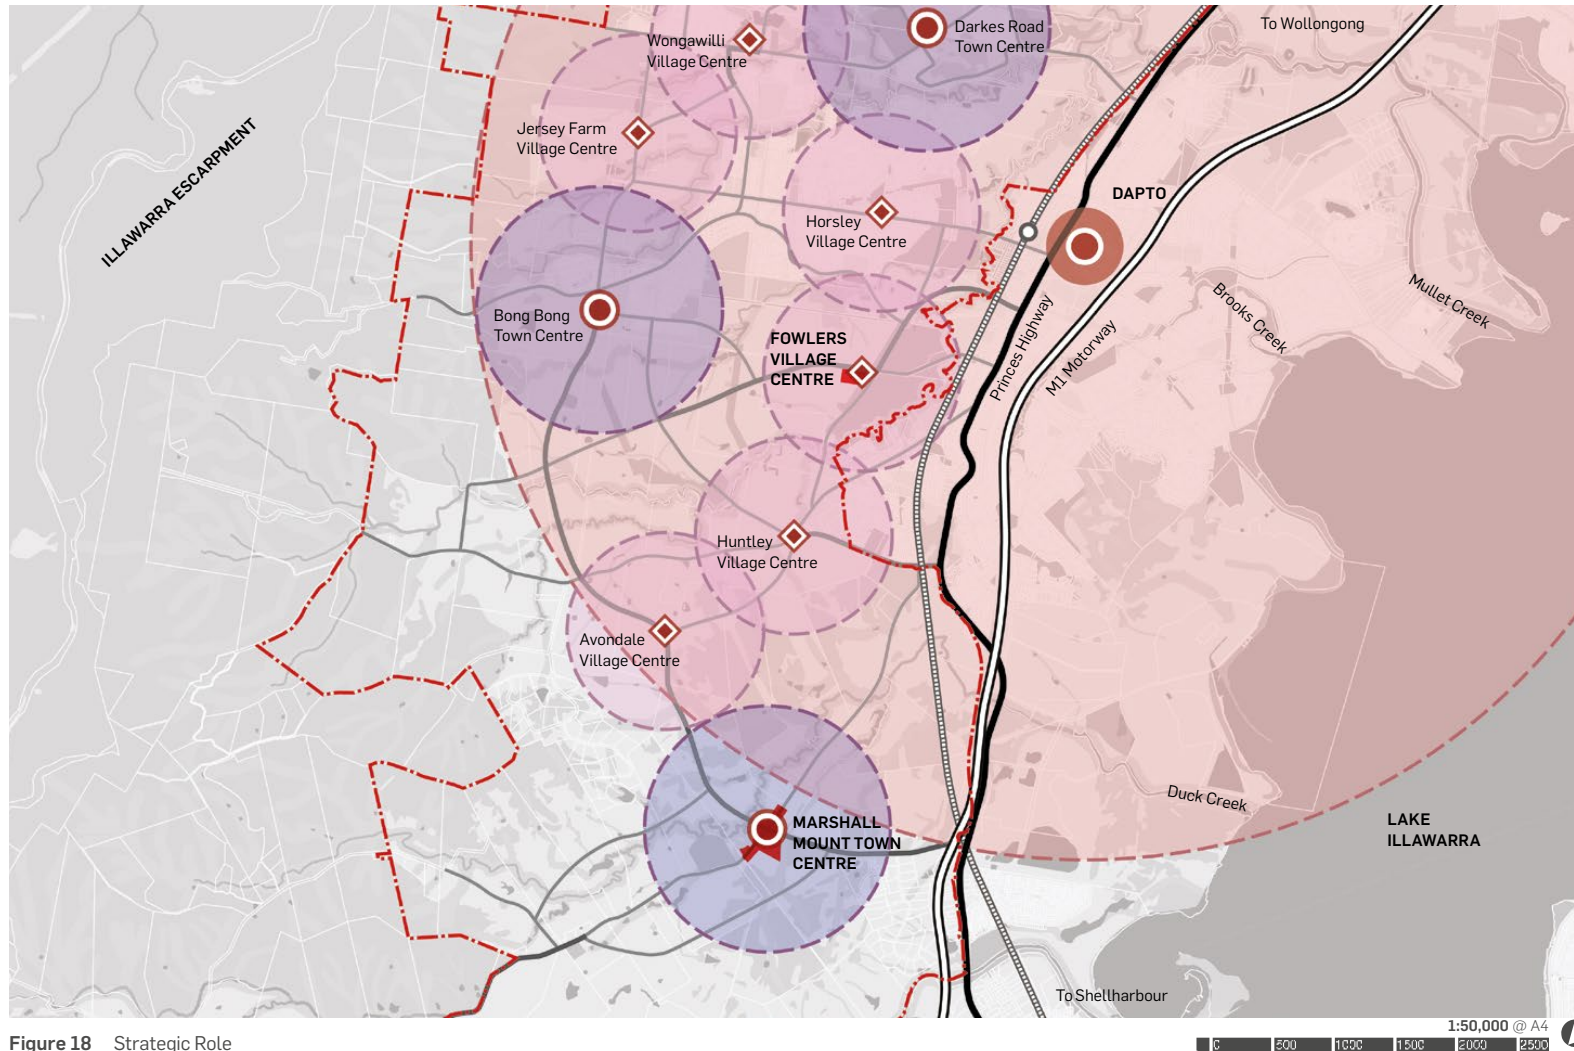 To Wollongong
Darkes Road
Town Centre
Wongawilli
Village Centre
Jersey Farm
Village Centre
ILLAWARRA ESCARPMENT
DAPTO
Horsley
Village Centre
Mullet Creek
Brooks Creek
Bong Bong
Town Centre
Princes Highway
M1 Motorway
FOWLERS
VILLAGE
CENTRE
Huntley
Village Centre
Avondale
Village Centre
Duck Creek
MARSHALL
MOUNT TOWN
CENTRE
LAKE
ILLAWARRA
To Shellharbour
1:50,000 @ A4
0 500 1000 1500 2000 2500
Figure 18 Strategic Role